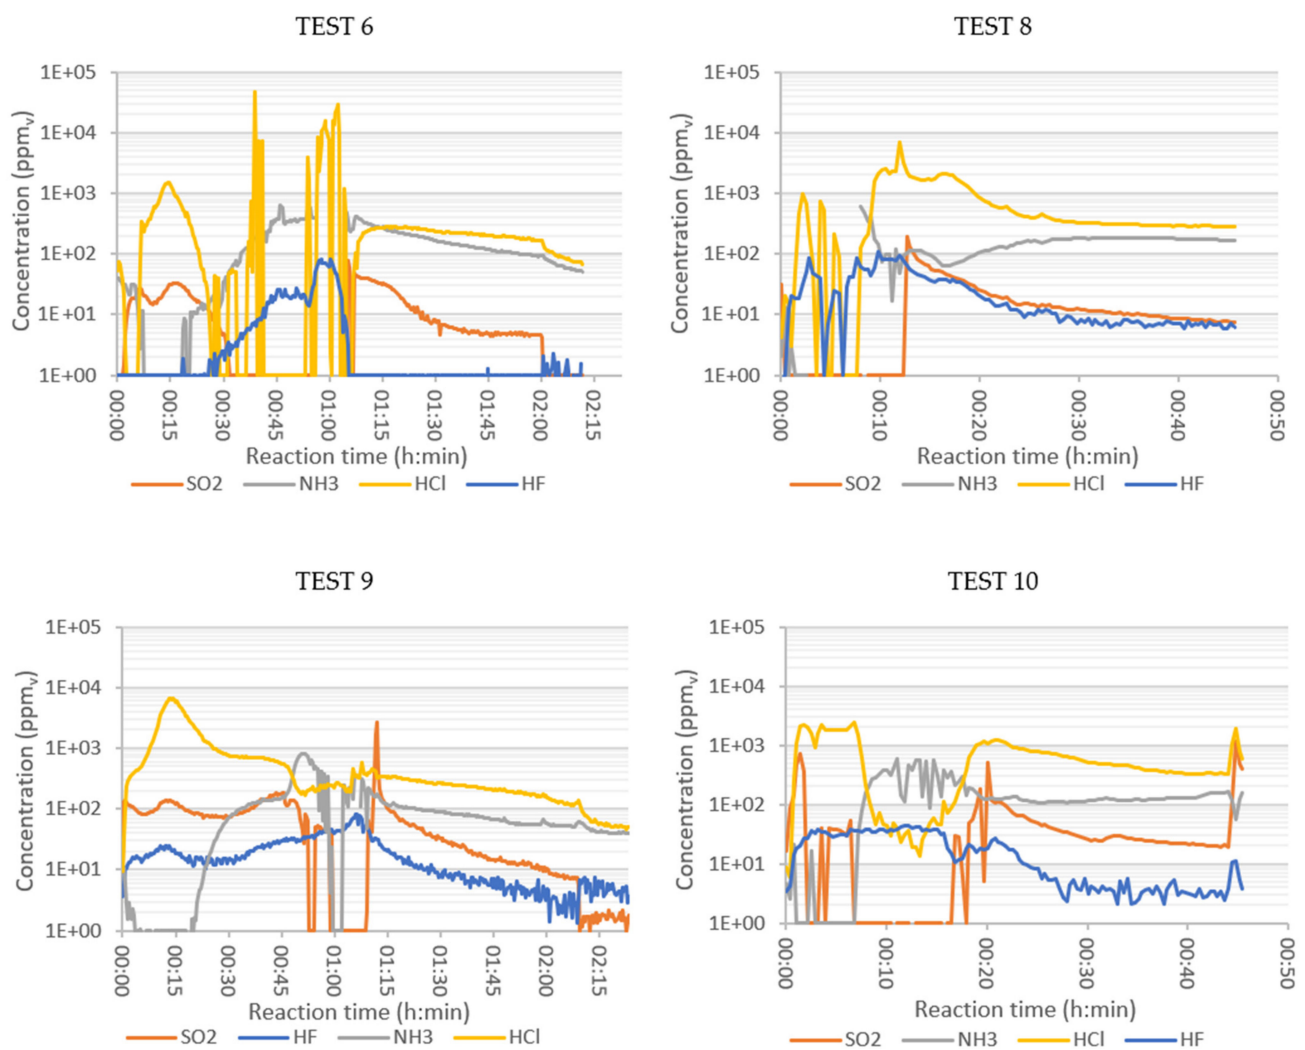 TEST 6
1E+05
1E+04
1E+03
1E+02
1E+01
1E+00
Concentration (ppmv)
00:00
00:15
00:30
00:45
01:00
01:15
01:30
01:45
02:00
02:15
Reaction time (h:min)
SO2 NH3 HCl HF
TEST 8
1E+05
1E+04
1E+03
1E+02
1E+01
1E+00
Concentration (ppmv)
00:00
00:10
00:20
00:30
00:40
00:50
Reaction time (h:min)
SO2 NH3 HCl HF
TEST 9
1E+05
1E+04
1E+03
1E+02
1E+01
1E+00
Concentration (ppmv)
00:00
00:15
00:30
00:45
01:00
01:15
01:30
01:45
02:00
02:15
Reaction time (h:min)
SO2 HF NH3 HCl
TEST 10
1E+05
1E+04
1E+03
1E+02
1E+01
1E+00
Concentration (ppmv)
00:00
00:10
00:20
00:30
00:40
00:50
Reaction time (h:min)
SO2 NH3 HCl HF